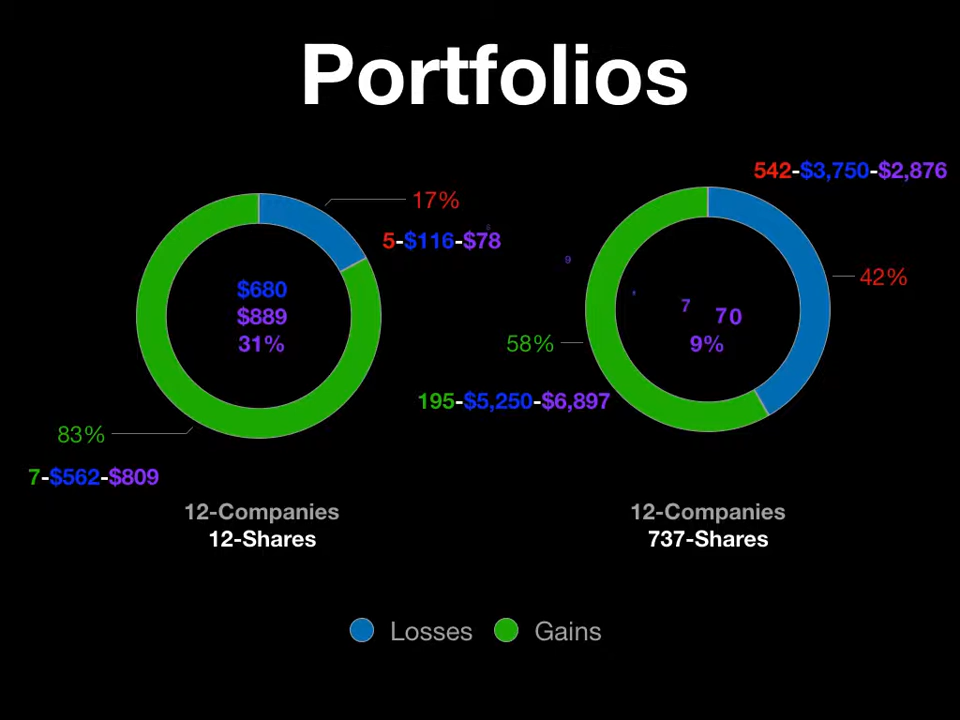 Portfolios
542-$3,750-$2,876
17%
5-$116-$78
42%
$680
$889
31%
9
7 70
9%
58%
195-$5,250-$6,897
83%
7-$562-$809
12-Companies
12-Shares
12-Companies
737-Shares
Losses
Gains